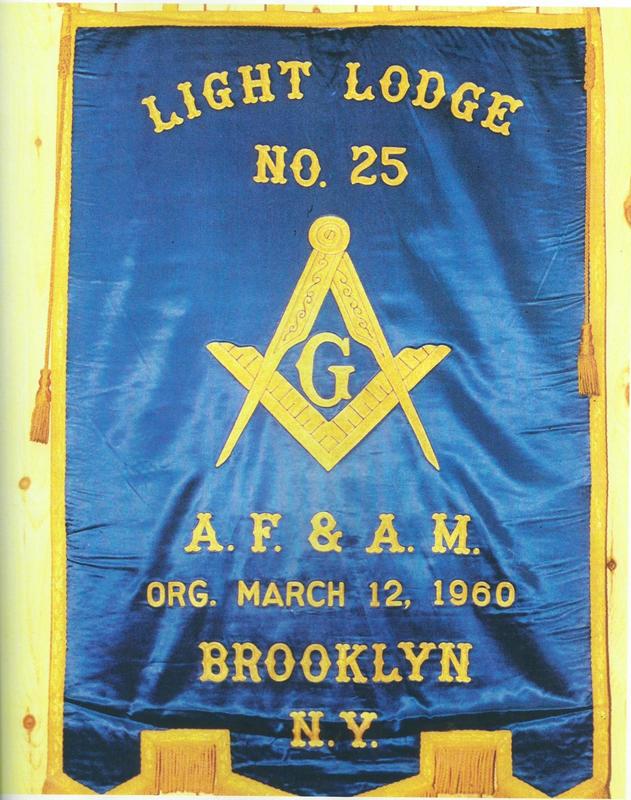 LIGHT LODGE
NO. 25
G
A. F. & A. M.
ORG. MARCH 12, 1960
BROOKLYN
N.Y.